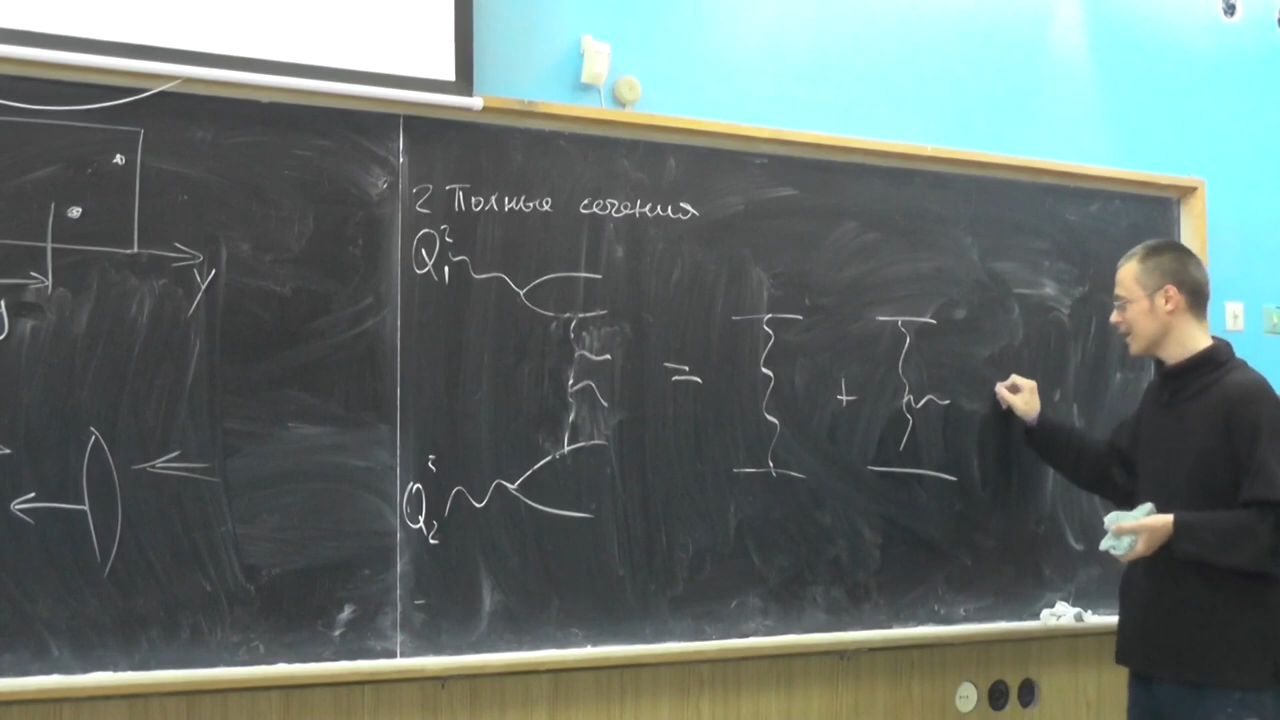 2 Полные сечения
Q₁²
= +
Q₂²
y
y